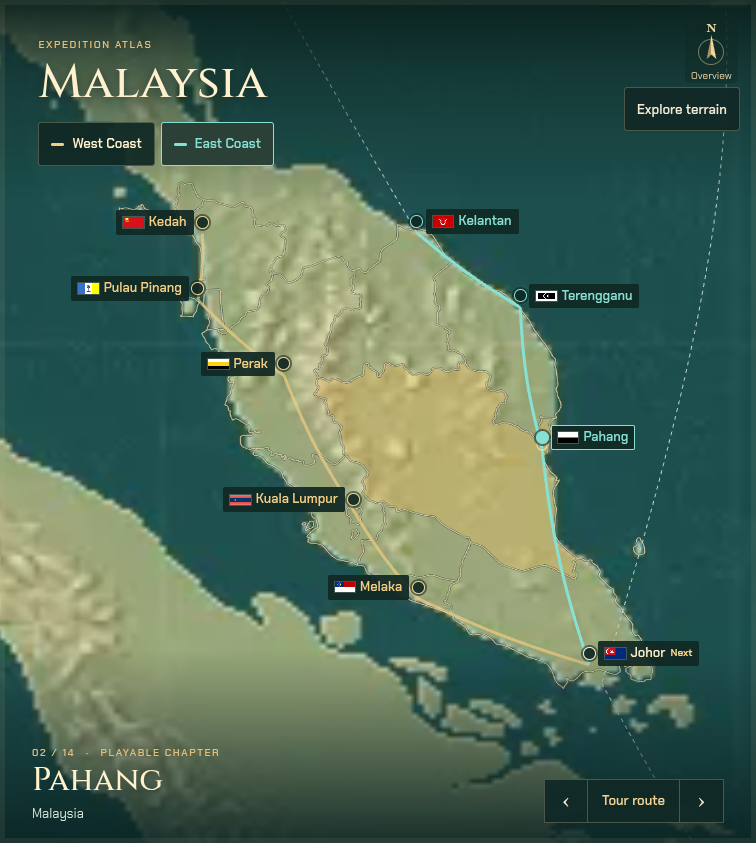 EXPEDITION ATLAS
MALAYSIA
N
Overview
Explore terrain
West Coast
East Coast
Kedah
Kelantan
Pulau Pinang
Terengganu
Perak
Pahang
Kuala Lumpur
Melaka
Johor Next
02 / 14 · PLAYABLE CHAPTER
PAHANG
Malaysia
‹ Tour route ›